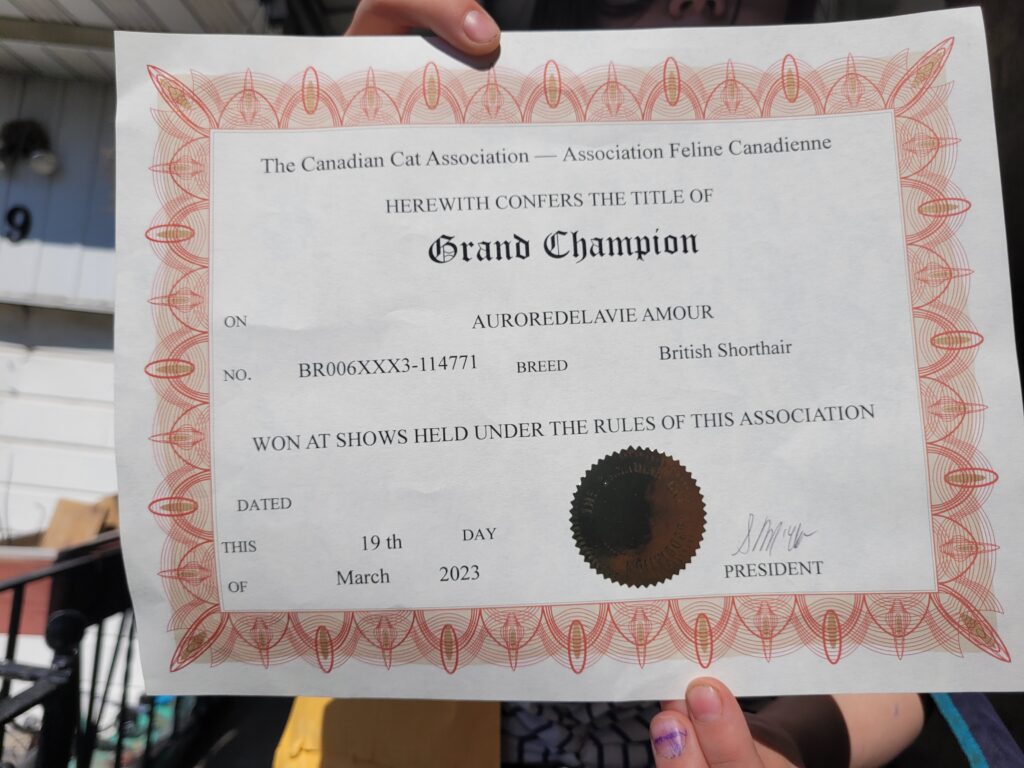 9
The Canadian Cat Association — Association Feline Canadienne
HEREWITH CONFERS THE TITLE OF
Grand Champion
ON AUROREDELAVIE AMOUR
NO. BR006XXX3-114771 BREED British Shorthair
WON AT SHOWS HELD UNDER THE RULES OF THIS ASSOCIATION
DATED
THIS 19 th DAY
OF March 2023
PRESIDENT